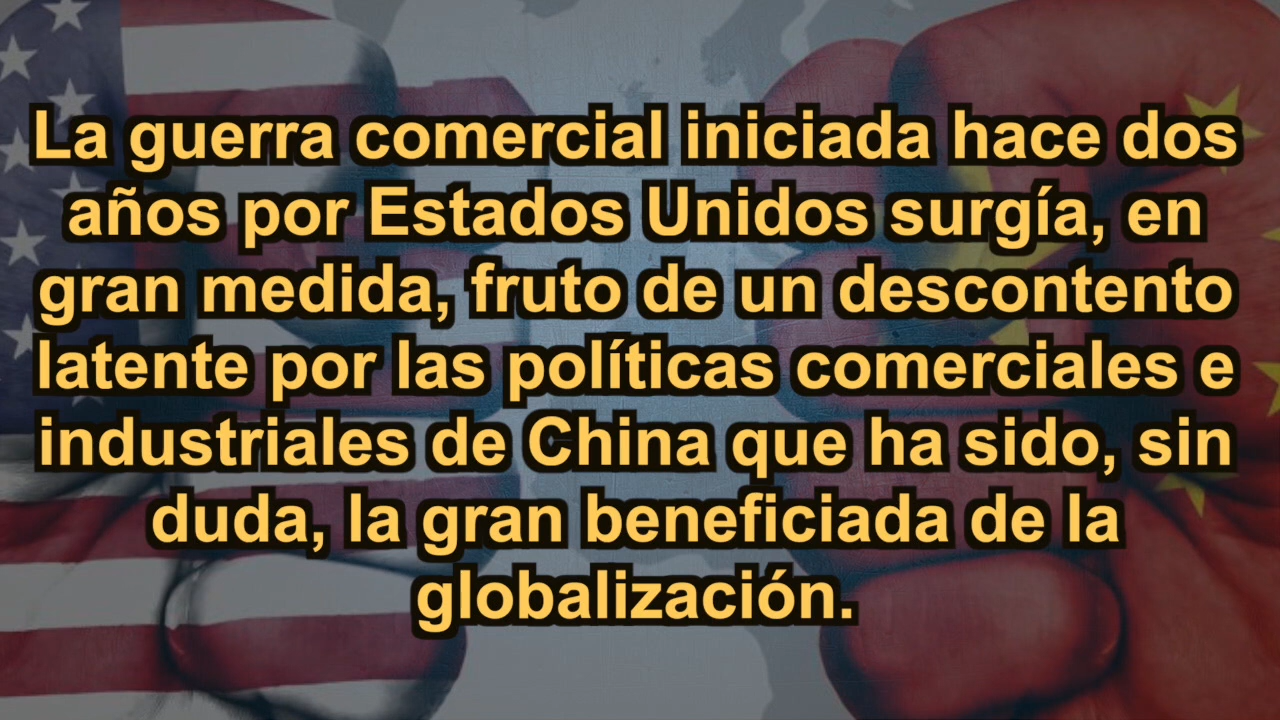 La guerra comercial iniciada hace dos
años por Estados Unidos surgía, en
gran medida, fruto de un descontento
latente por las políticas comerciales e
industriales de China que ha sido, sin
duda, la gran beneficiada de la
globalización.